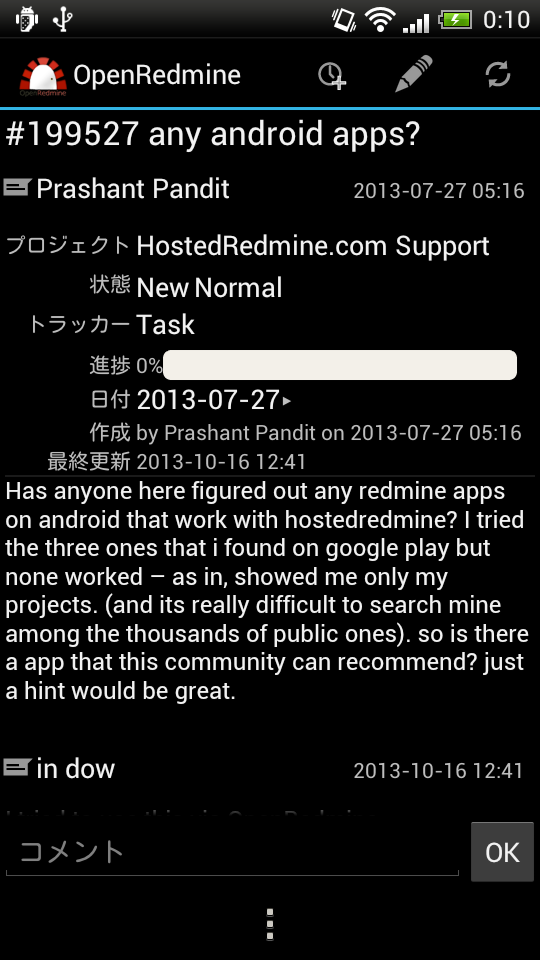 0:10
OpenRedmine
#199527 any android apps?
Prashant Pandit 2013-07-27 05:16
プロジェクト HostedRedmine.com Support
状態 New Normal
トラッカー Task
進捗 0%
日付 2013-07-27▸
作成 by Prashant Pandit on 2013-07-27 05:16
最終更新 2013-10-16 12:41
Has anyone here figured out any redmine apps
on android that work with hostedredmine? I tried
the three ones that i found on google play but
none worked – as in, showed me only my
projects. (and its really difficult to search mine
among the thousands of public ones). so is there
a app that this community can recommend? just
a hint would be great.
in dow 2013-10-16 12:41
コメント OK